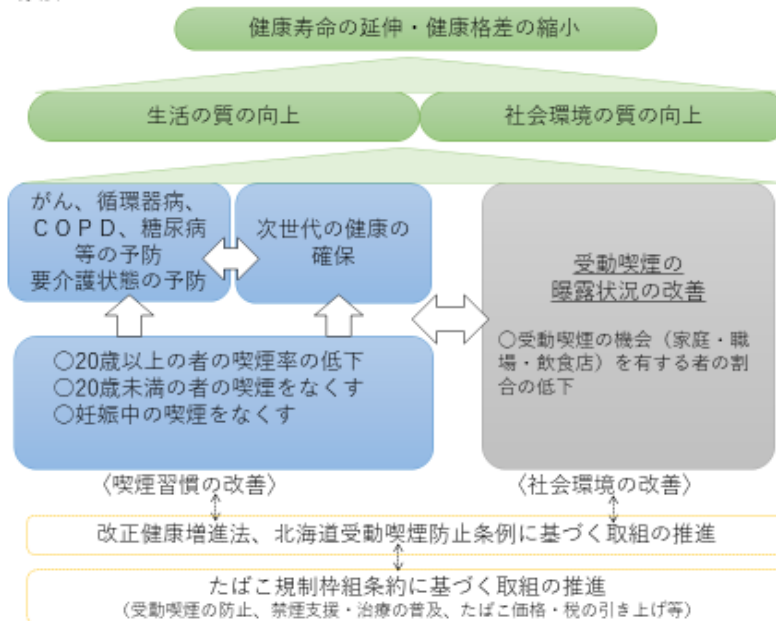 健康寿命の延伸・健康格差の縮小
生活の質の向上
社会環境の質の向上
がん、循環器病、
ＣＯＰＤ、糖尿病
等の予防
要介護状態の予防
次世代の健康の
確保
受動喫煙の
曝露状況の改善
○受動喫煙の機会（家庭・職
場・飲食店）を有する者の割
合の低下
○20歳以上の者の喫煙率の低下
○20歳未満の者の喫煙をなくす
○妊娠中の喫煙をなくす
〈喫煙習慣の改善〉
〈社会環境の改善〉
改正健康増進法、北海道受動喫煙防止条例に基づく取組の推進
たばこ規制枠組条約に基づく取組の推進
（受動喫煙の防止、禁煙支援・治療の普及、たばこ価格・税の引き上げ等）